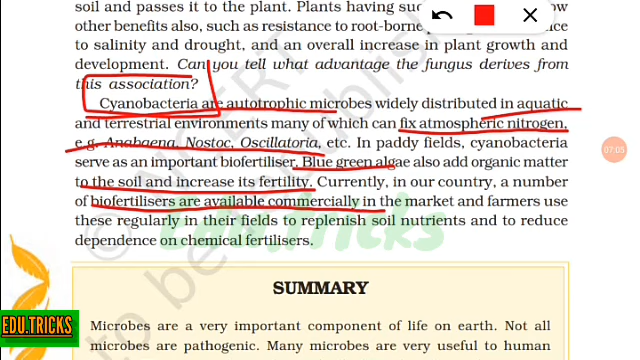 soil and passes it to the plant. Plants having suc ow
other benefits also, such as resistance to root-borne ce
to salinity and drought, and an overall increase in plant growth and
development. Can you tell what advantage the fungus derives from
this association?
Cyanobacteria are autotrophic microbes widely distributed in aquatic
and terrestrial environments many of which can fix atmospheric nitrogen,
e.g. Anabaena, Nostoc, Oscillatoria, etc. In paddy fields, cyanobacteria
serve as an important biofertiliser. Blue green algae also add organic matter
to the soil and increase its fertility. Currently, in our country, a number
of biofertilisers are available commercially in the market and farmers use
these regularly in their fields to replenish soil nutrients and to reduce
dependence on chemical fertilisers.
SUMMARY
Microbes are a very important component of life on earth. Not all
microbes are pathogenic. Many microbes are very useful to human
EDU.TRICKS
07:05